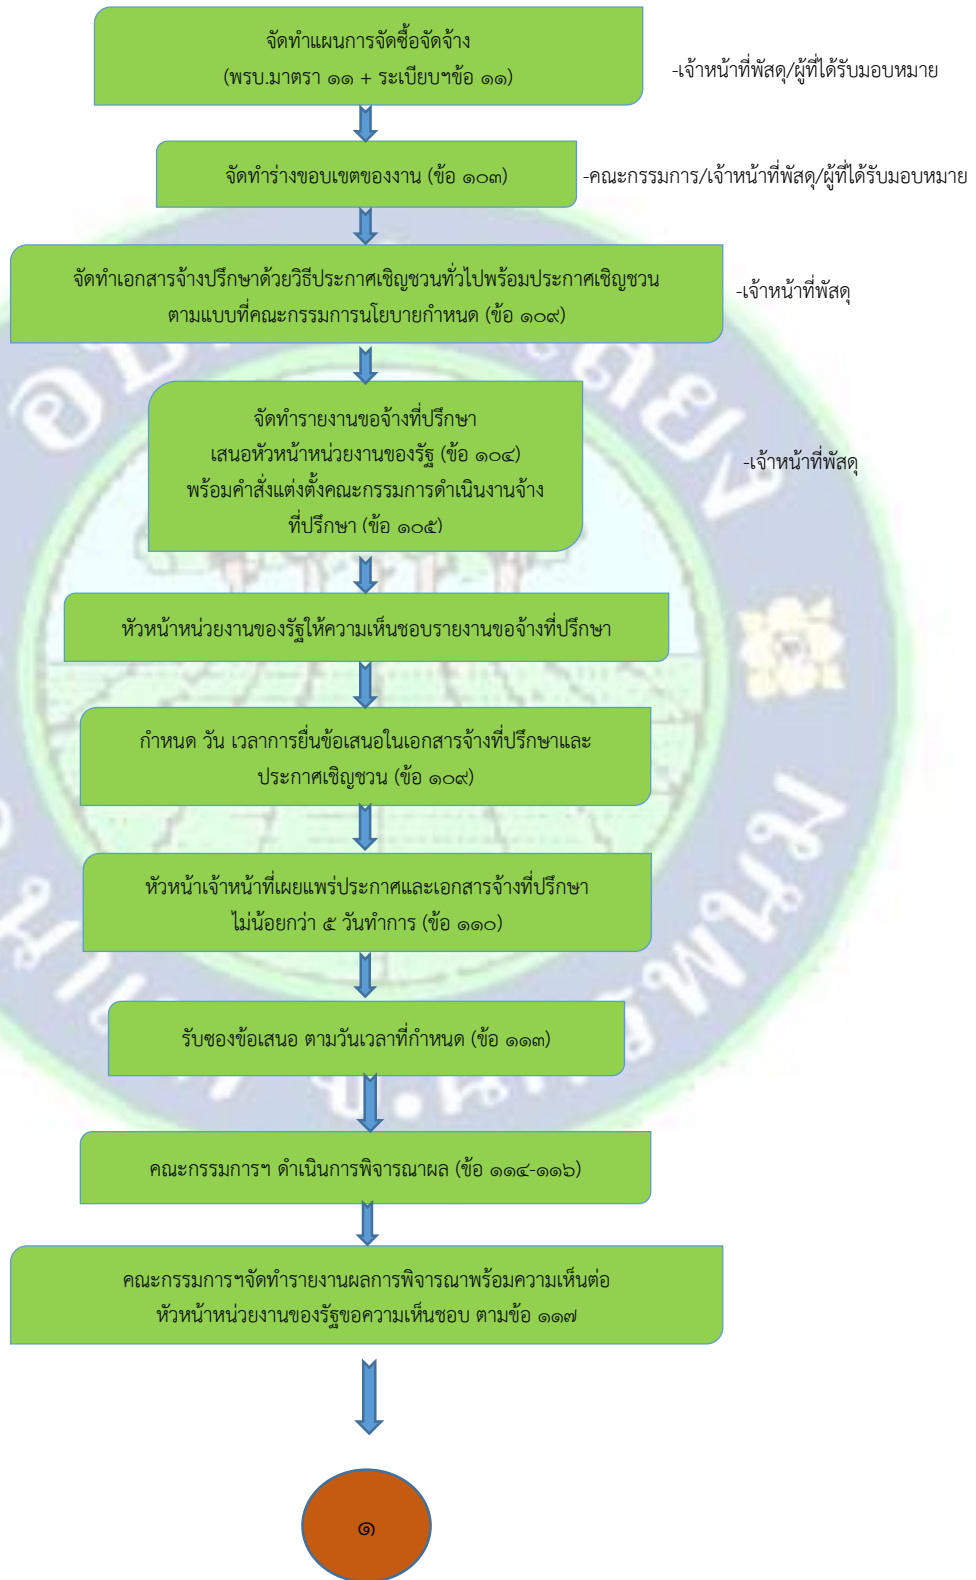 จัดทำแผนการจัดซื้อจัดจ้าง
(พรบ.มาตรา ๑๑ + ระเบียบฯข้อ ๑๑)
-เจ้าหน้าที่พัสดุ/ผู้ที่ได้รับมอบหมาย
จัดทำร่างขอบเขตของงาน (ข้อ ๑๐๓)
-คณะกรรมการ/เจ้าหน้าที่พัสดุ/ผู้ที่ได้รับมอบหมาย
จัดทำเอกสารจ้างปรึกษาด้วยวิธีประกาศเชิญชวนทั่วไปพร้อมประกาศเชิญชวน
ตามแบบที่คณะกรรมการนโยบายกำหนด (ข้อ ๑๐๙)
-เจ้าหน้าที่พัสดุ
จัดทำรายงานขอจ้างที่ปรึกษา
เสนอหัวหน้าหน่วยงานของรัฐ (ข้อ ๑๐๔)
พร้อมคำสั่งแต่งตั้งคณะกรรมการดำเนินงานจ้าง
ที่ปรึกษา (ข้อ ๑๐๕)
-เจ้าหน้าที่พัสดุ
หัวหน้าหน่วยงานของรัฐให้ความเห็นชอบรายงานขอจ้างที่ปรึกษา
กำหนด วัน เวลาการยื่นข้อเสนอในเอกสารจ้างที่ปรึกษาและ
ประกาศเชิญชวน (ข้อ ๑๐๙)
หัวหน้าเจ้าหน้าที่เผยแพร่ประกาศและเอกสารจ้างที่ปรึกษา
ไม่น้อยกว่า ๕ วันทำการ (ข้อ ๑๑๐)
รับซองข้อเสนอ ตามวันเวลาที่กำหนด (ข้อ ๑๑๓)
คณะกรรมการฯ ดำเนินการพิจารณาผล (ข้อ ๑๑๔-๑๑๖)
คณะกรรมการฯจัดทำรายงานผลการพิจารณาพร้อมความเห็นต่อ
หัวหน้าหน่วยงานของรัฐขอความเห็นชอบ ตามข้อ ๑๑๗
๑